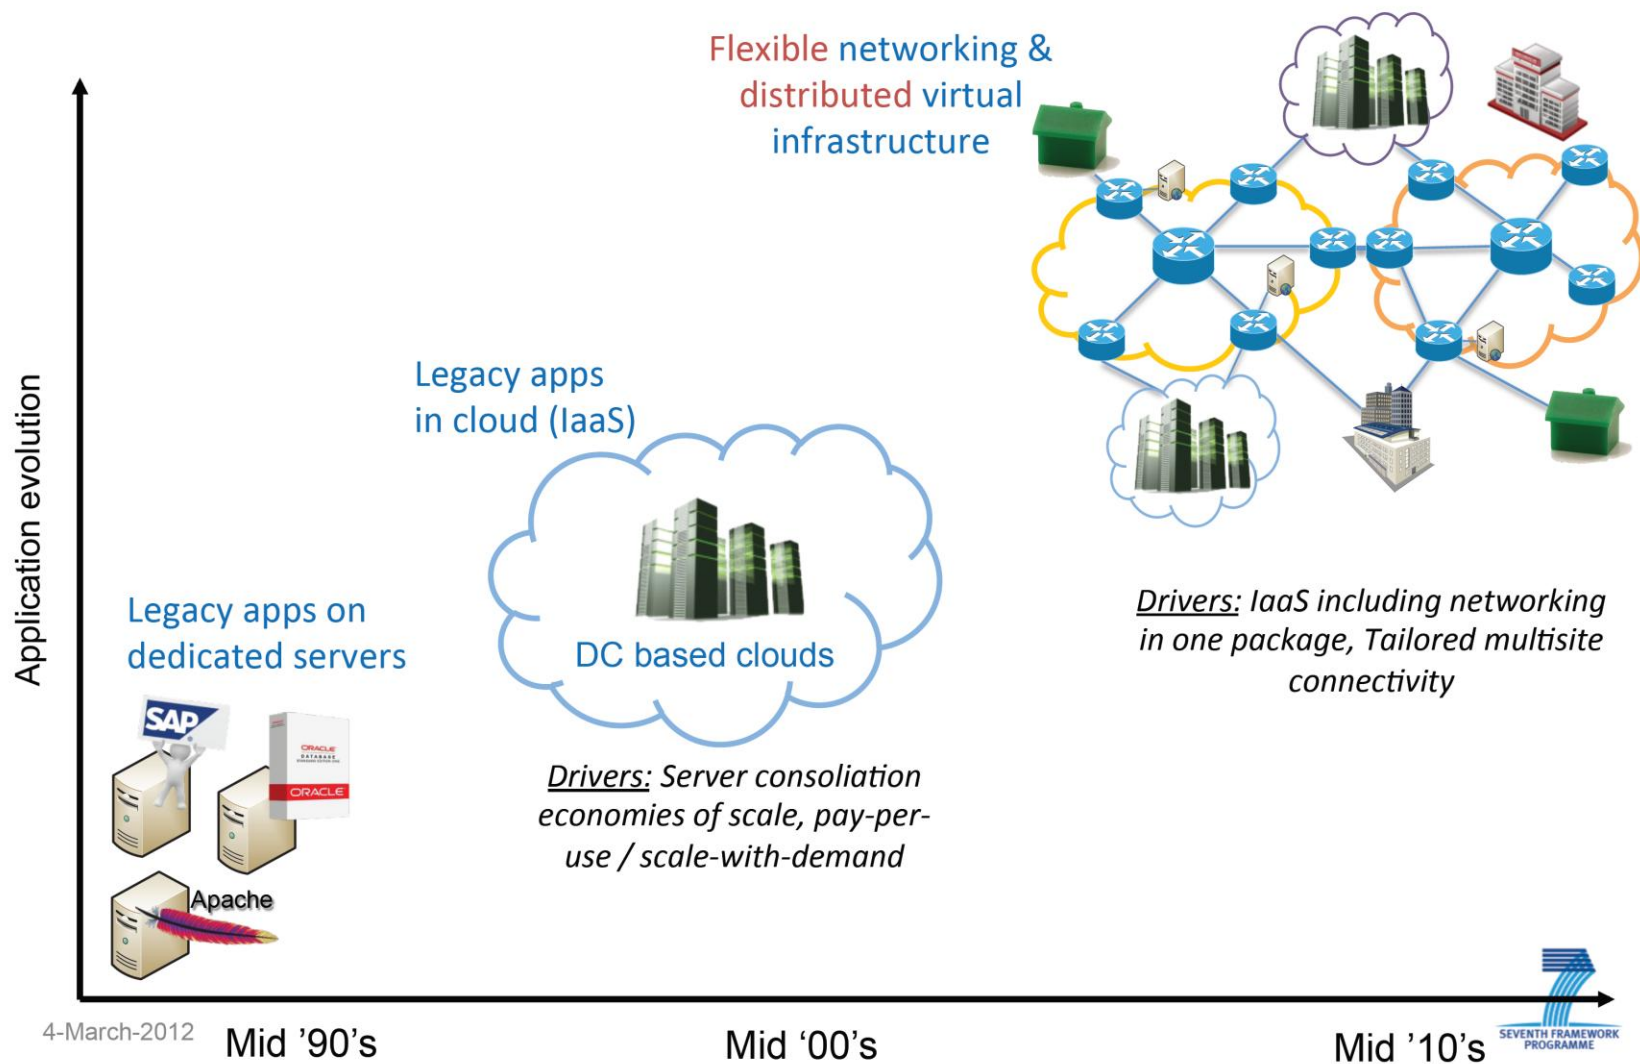 Flexible networking &
distributed virtual
infrastructure
Application evolution
Legacy apps
in cloud (IaaS)
DC based clouds
Legacy apps on
dedicated servers
SAP
ORACLE
DATABASE
ORACLE
Apache
Drivers: Server consoliation
economies of scale, pay-per-
use / scale-with-demand
Drivers: IaaS including networking
in one package, Tailored multisite
connectivity
4-March-2012
Mid '90's
Mid '00's
Mid '10's
SEVENTH FRAMEWORK
PROGRAMME